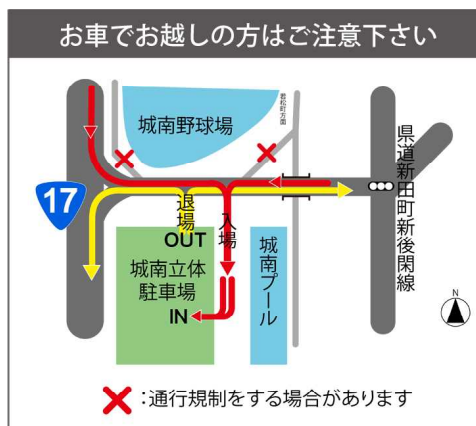 お車でお越しの方はご注意下さい
城南野球場
若松町方面
県道新田町新後閑線
17
退場
OUT
入場
城南立体
駐車場
IN
城南プール
N
:通行規制をする場合があります